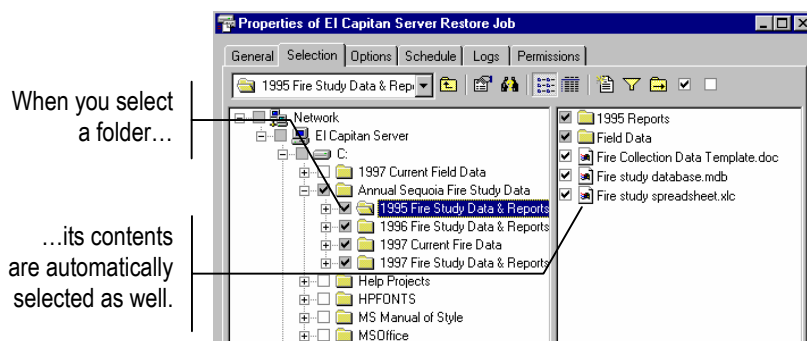 Properties of El Capitan Server Restore Job
General Selection Options Schedule Logs Permissions
1995 Fire Study Data & Rep
When you select
a folder…
…its contents
are automatically
selected as well.
Network
El Capitan Server
C:
1997 Current Field Data
Annual Sequoia Fire Study Data
1995 Fire Study Data & Reports
1996 Fire Study Data & Reports
1997 Current Fire Data
1997 Fire Study Data & Reports
Help Projects
HPFONTS
MS Manual of Style
MSOffice
1995 Reports
Field Data
Fire Collection Data Template.doc
Fire study database.mdb
Fire study spreadsheet.xlc